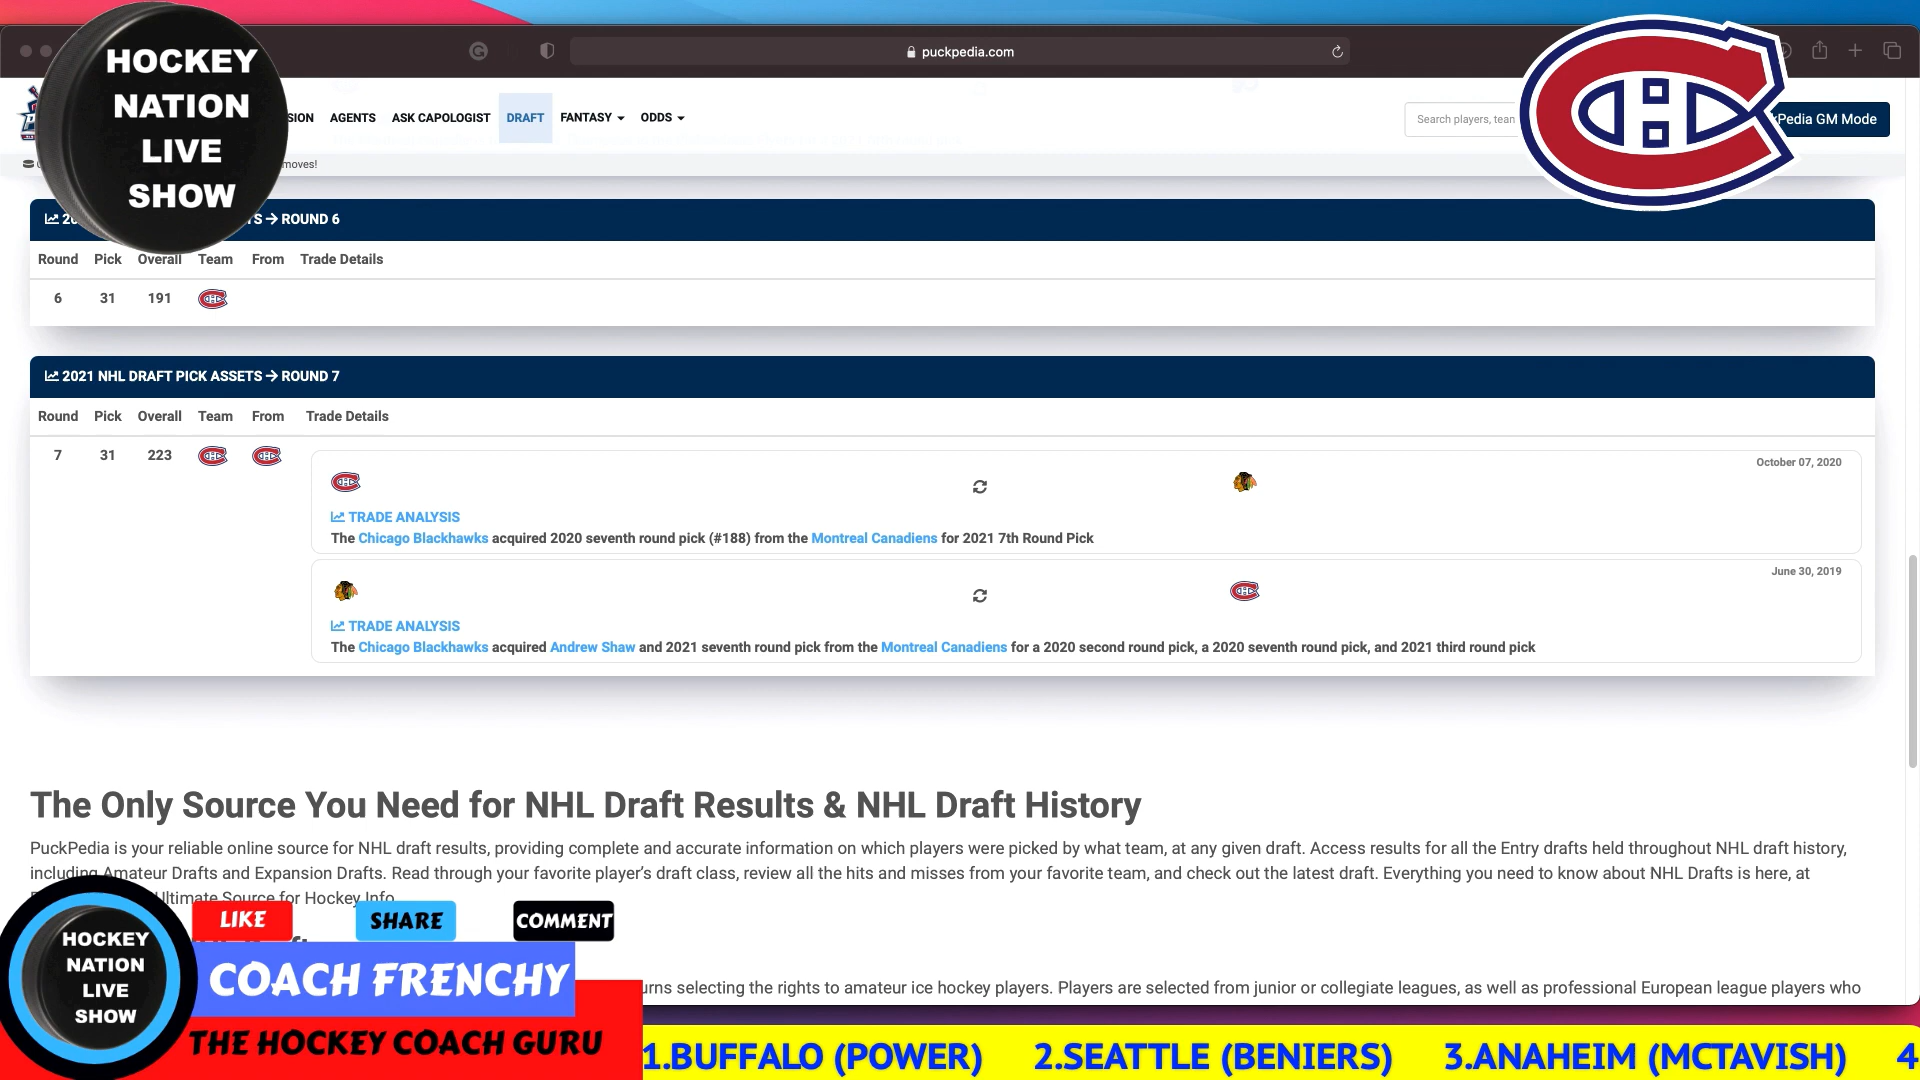 HOCKEY
NATION
LIVE
SHOW
puckpedia.com
SION AGENTS ASK CAPOLOGIST DRAFT FANTASY ODDS
Search players, tean
Pedia GM Mode
moves!
20 S → ROUND 6
Round Pick Overall Team From Trade Details
6 31 191
2021 NHL DRAFT PICK ASSETS → ROUND 7
Round Pick Overall Team From Trade Details
7 31 223
October 07, 2020
TRADE ANALYSIS
The Chicago Blackhawks acquired 2020 seventh round pick (#188) from the Montreal Canadiens for 2021 7th Round Pick
June 30, 2019
TRADE ANALYSIS
The Chicago Blackhawks acquired Andrew Shaw and 2021 seventh round pick from the Montreal Canadiens for a 2020 second round pick, a 2020 seventh round pick, and 2021 third round pick
The Only Source You Need for NHL Draft Results & NHL Draft History
PuckPedia is your reliable online source for NHL draft results, providing complete and accurate information on which players were picked by what team, at any given draft. Access results for all the Entry drafts held throughout NHL draft history,
including Amateur Drafts and Expansion Drafts. Read through your favorite player's draft class, review all the hits and misses from your favorite team, and check out the latest draft. Everything you need to know about NHL Drafts is here, at
Ultimate Source for Hockey Info
LIKE SHARE COMMENT
HOCKEY
NATION
LIVE
SHOW
COACH FRENCHY
urns selecting the rights to amateur ice hockey players. Players are selected from junior or collegiate leagues, as well as professional European league players who
THE HOCKEY COACH GURU
1.BUFFALO (POWER) 2.SEATTLE (BENIERS) 3.ANAHEIM (MCTAVISH) 4